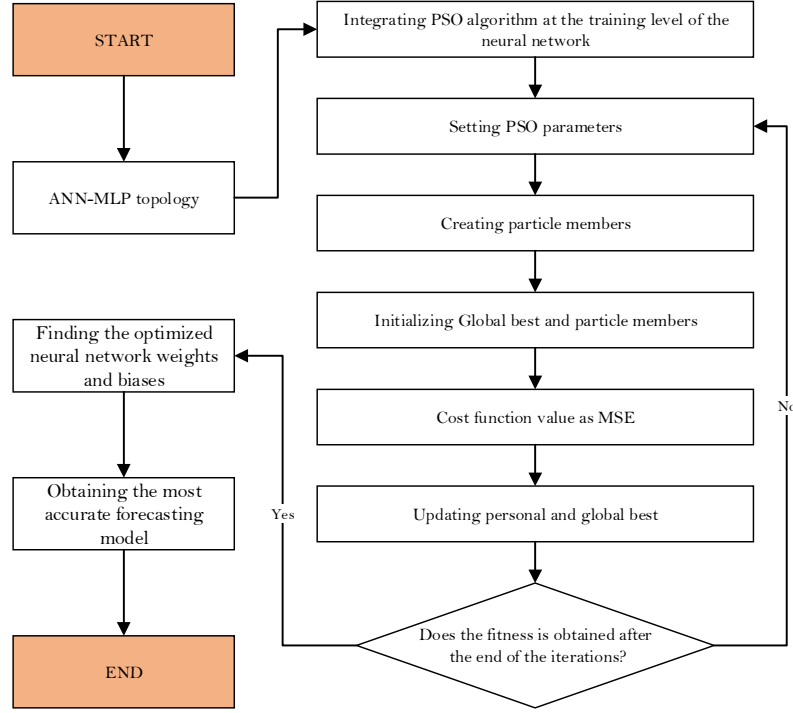 START
ANN-MLP topology
Integrating PSO algorithm at the training level of the
neural network
Setting PSO parameters
Creating particle members
Initializing Global best and particle members
Cost function value as MSE
Updating personal and global best
Does the fitness is obtained after
the end of the iterations?
No
Yes
Finding the optimized
neural network weights
and biases
Obtaining the most
accurate forecasting
model
END